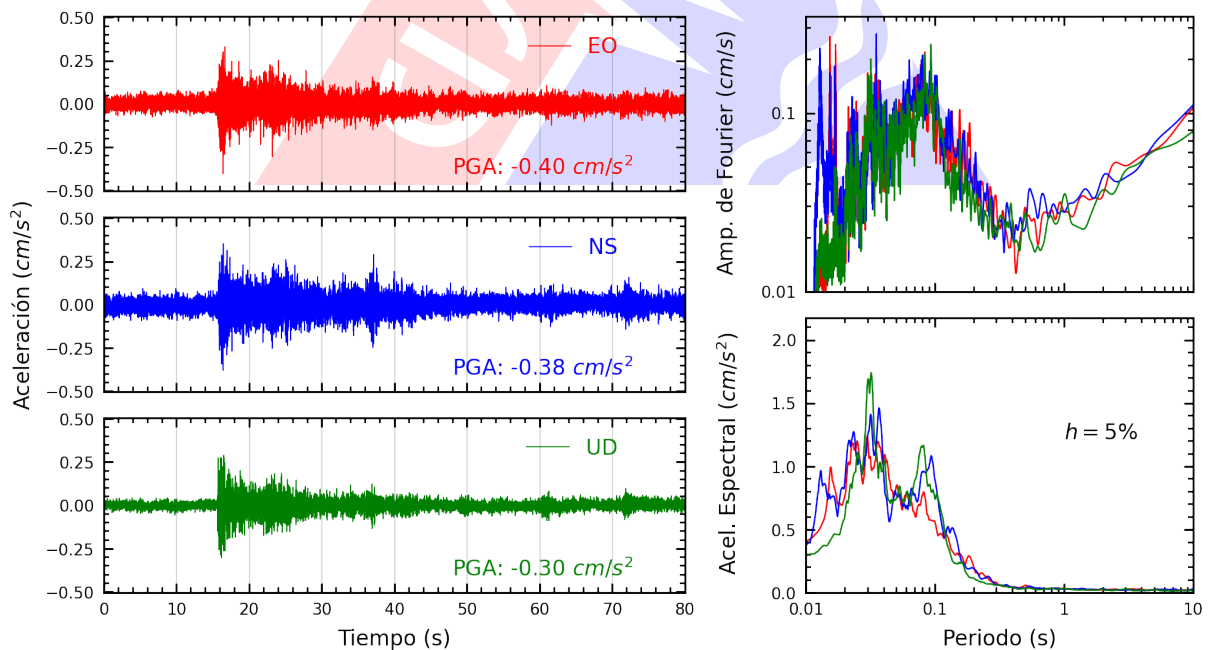 Aceleración (cm/s²)
0.50
0.25
0.00
−0.25
−0.50
EO
PGA: -0.40 cm/s²
0.50
0.25
0.00
−0.25
−0.50
NS
PGA: -0.38 cm/s²
0.50
0.25
0.00
−0.25
−0.50
UD
PGA: -0.30 cm/s²
0 10 20 30 40 50 60 70 80
Tiempo (s)
Amp. de Fourier (cm/s)
0.1
0.01
Acel. Espectral (cm/s²)
2.0
1.5
1.0
0.5
0.0
h = 5%
0.01 0.1 1 10
Periodo (s)